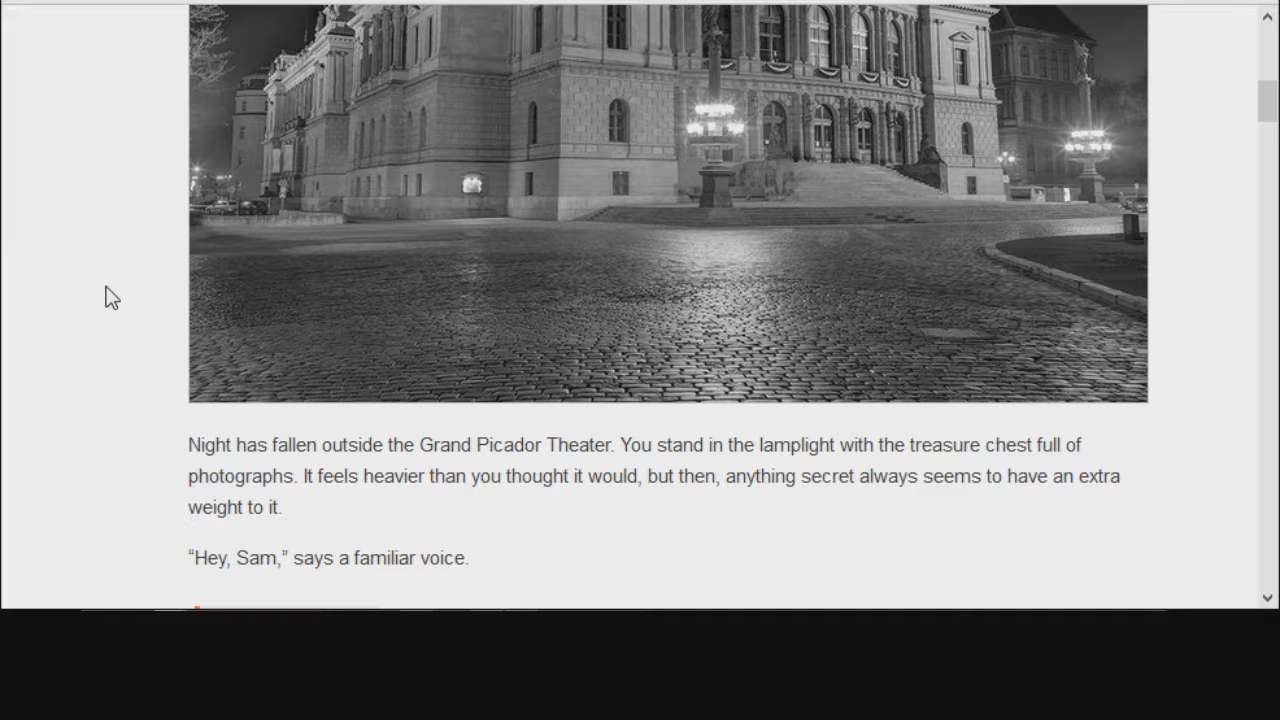 Night has fallen outside the Grand Picador Theater. You stand in the lamplight with the treasure chest full of
photographs. It feels heavier than you thought it would, but then, anything secret always seems to have an extra
weight to it.
“Hey, Sam,” says a familiar voice.